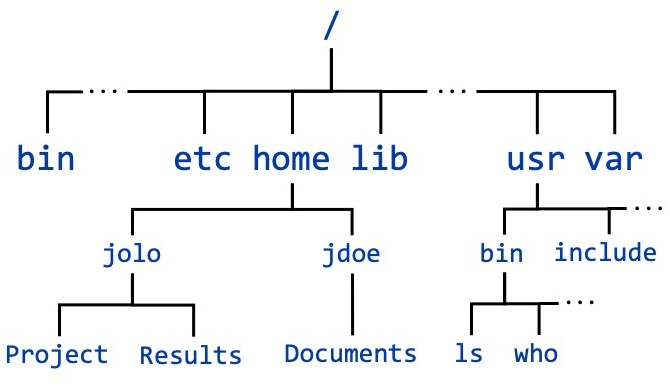 /
... ...
bin etc home lib usr var
...
jolo jdoe bin include
...
Project Results Documents ls who